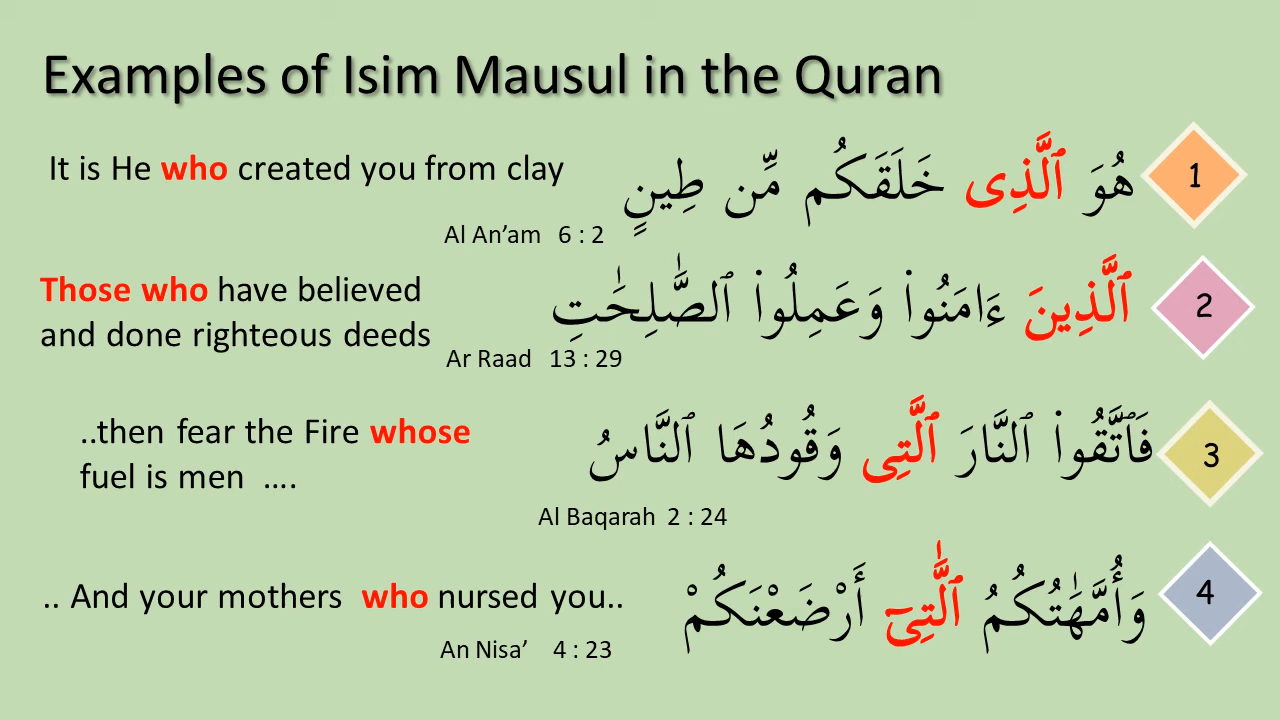 Examples of Isim Mausul in the Quran
It is He who created you from clay
هُوَ ٱلَّذِى خَلَقَكُم مِّن طِينٍ
1
Al An’am 6 : 2
Those who have believed
and done righteous deeds
ٱلَّذِينَ ءَامَنُوا۟ وَعَمِلُوا۟ ٱلصَّٰلِحَٰتِ
2
Ar Raad 13 : 29
..then fear the Fire whose
fuel is men ….
فَٱتَّقُوا۟ ٱلنَّارَ ٱلَّتِى وَقُودُهَا ٱلنَّاسُ
3
Al Baqarah 2 : 24
.. And your mothers who nursed you..
وَأُمَّهَٰتُكُمُ ٱلَّٰتِىٓ أَرْضَعْنَكُمْ
4
An Nisa’ 4 : 23